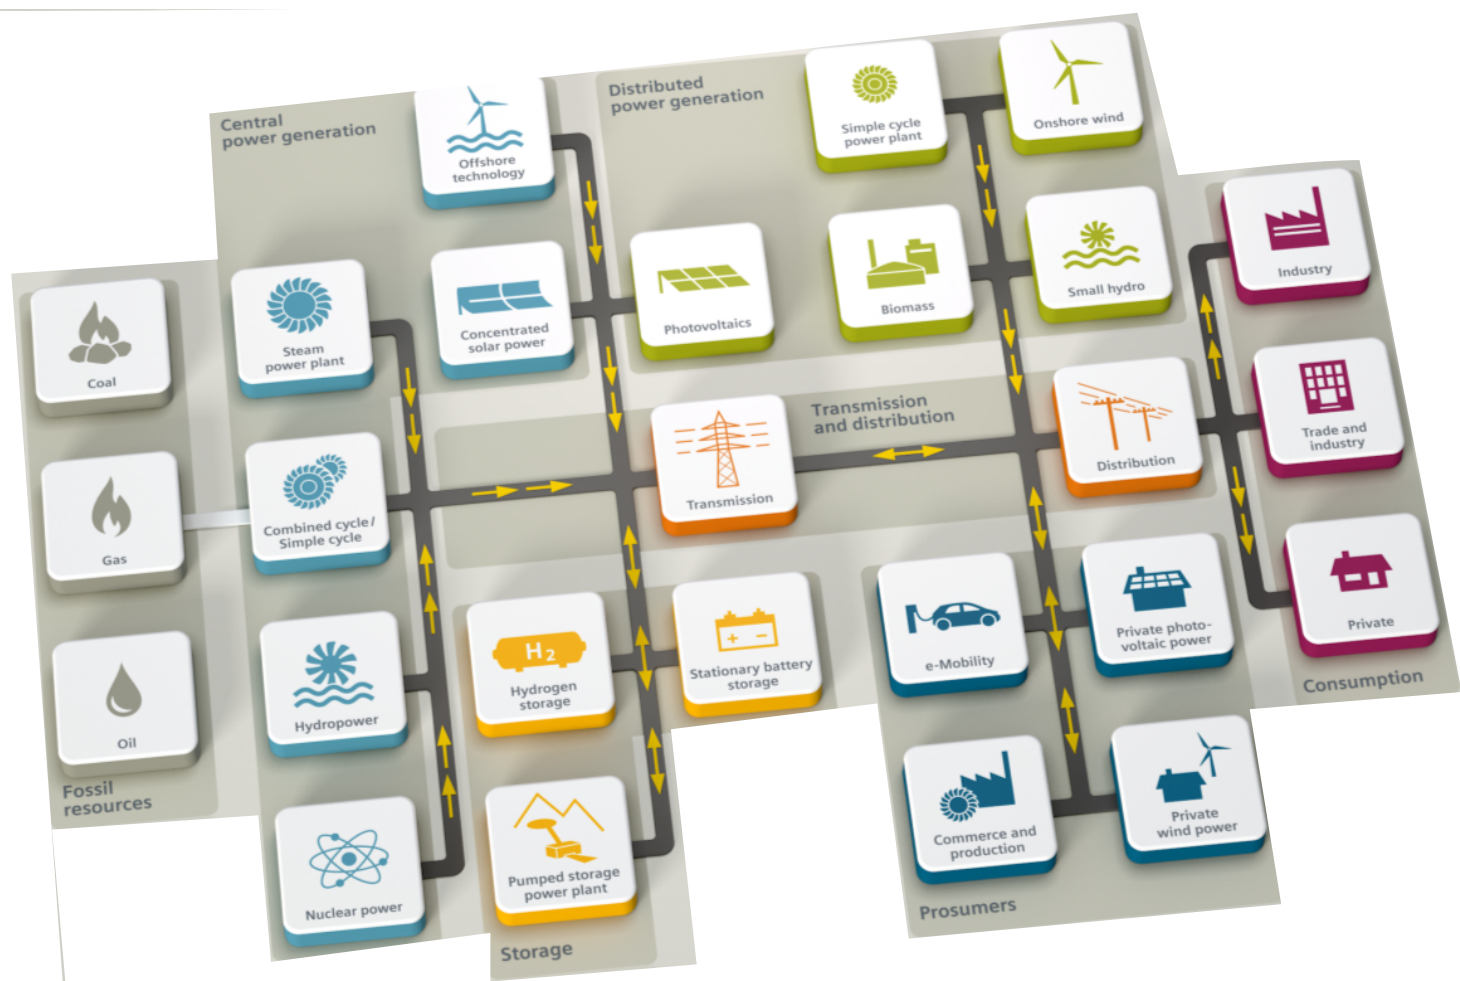 Central
power generation
Offshore
technology
Distributed
power generation
Simple cycle
power plant
Onshore wind
Coal
Steam
power plant
Concentrated
solar power
Photovoltaics
Biomass
Small hydro
Industry
Gas
Combined cycle/
Simple cycle
Transmission
Transmission
and distribution
Distribution
Trade and
industry
Oil
Fossil
resources
Hydropower
H2
Hydrogen
storage
Stationary battery
storage
e-Mobility
Private photo-
voltaic power
Private
Consumption
Nuclear power
Pumped storage
power plant
Storage
Commerce and
production
Private
wind power
Prosumers